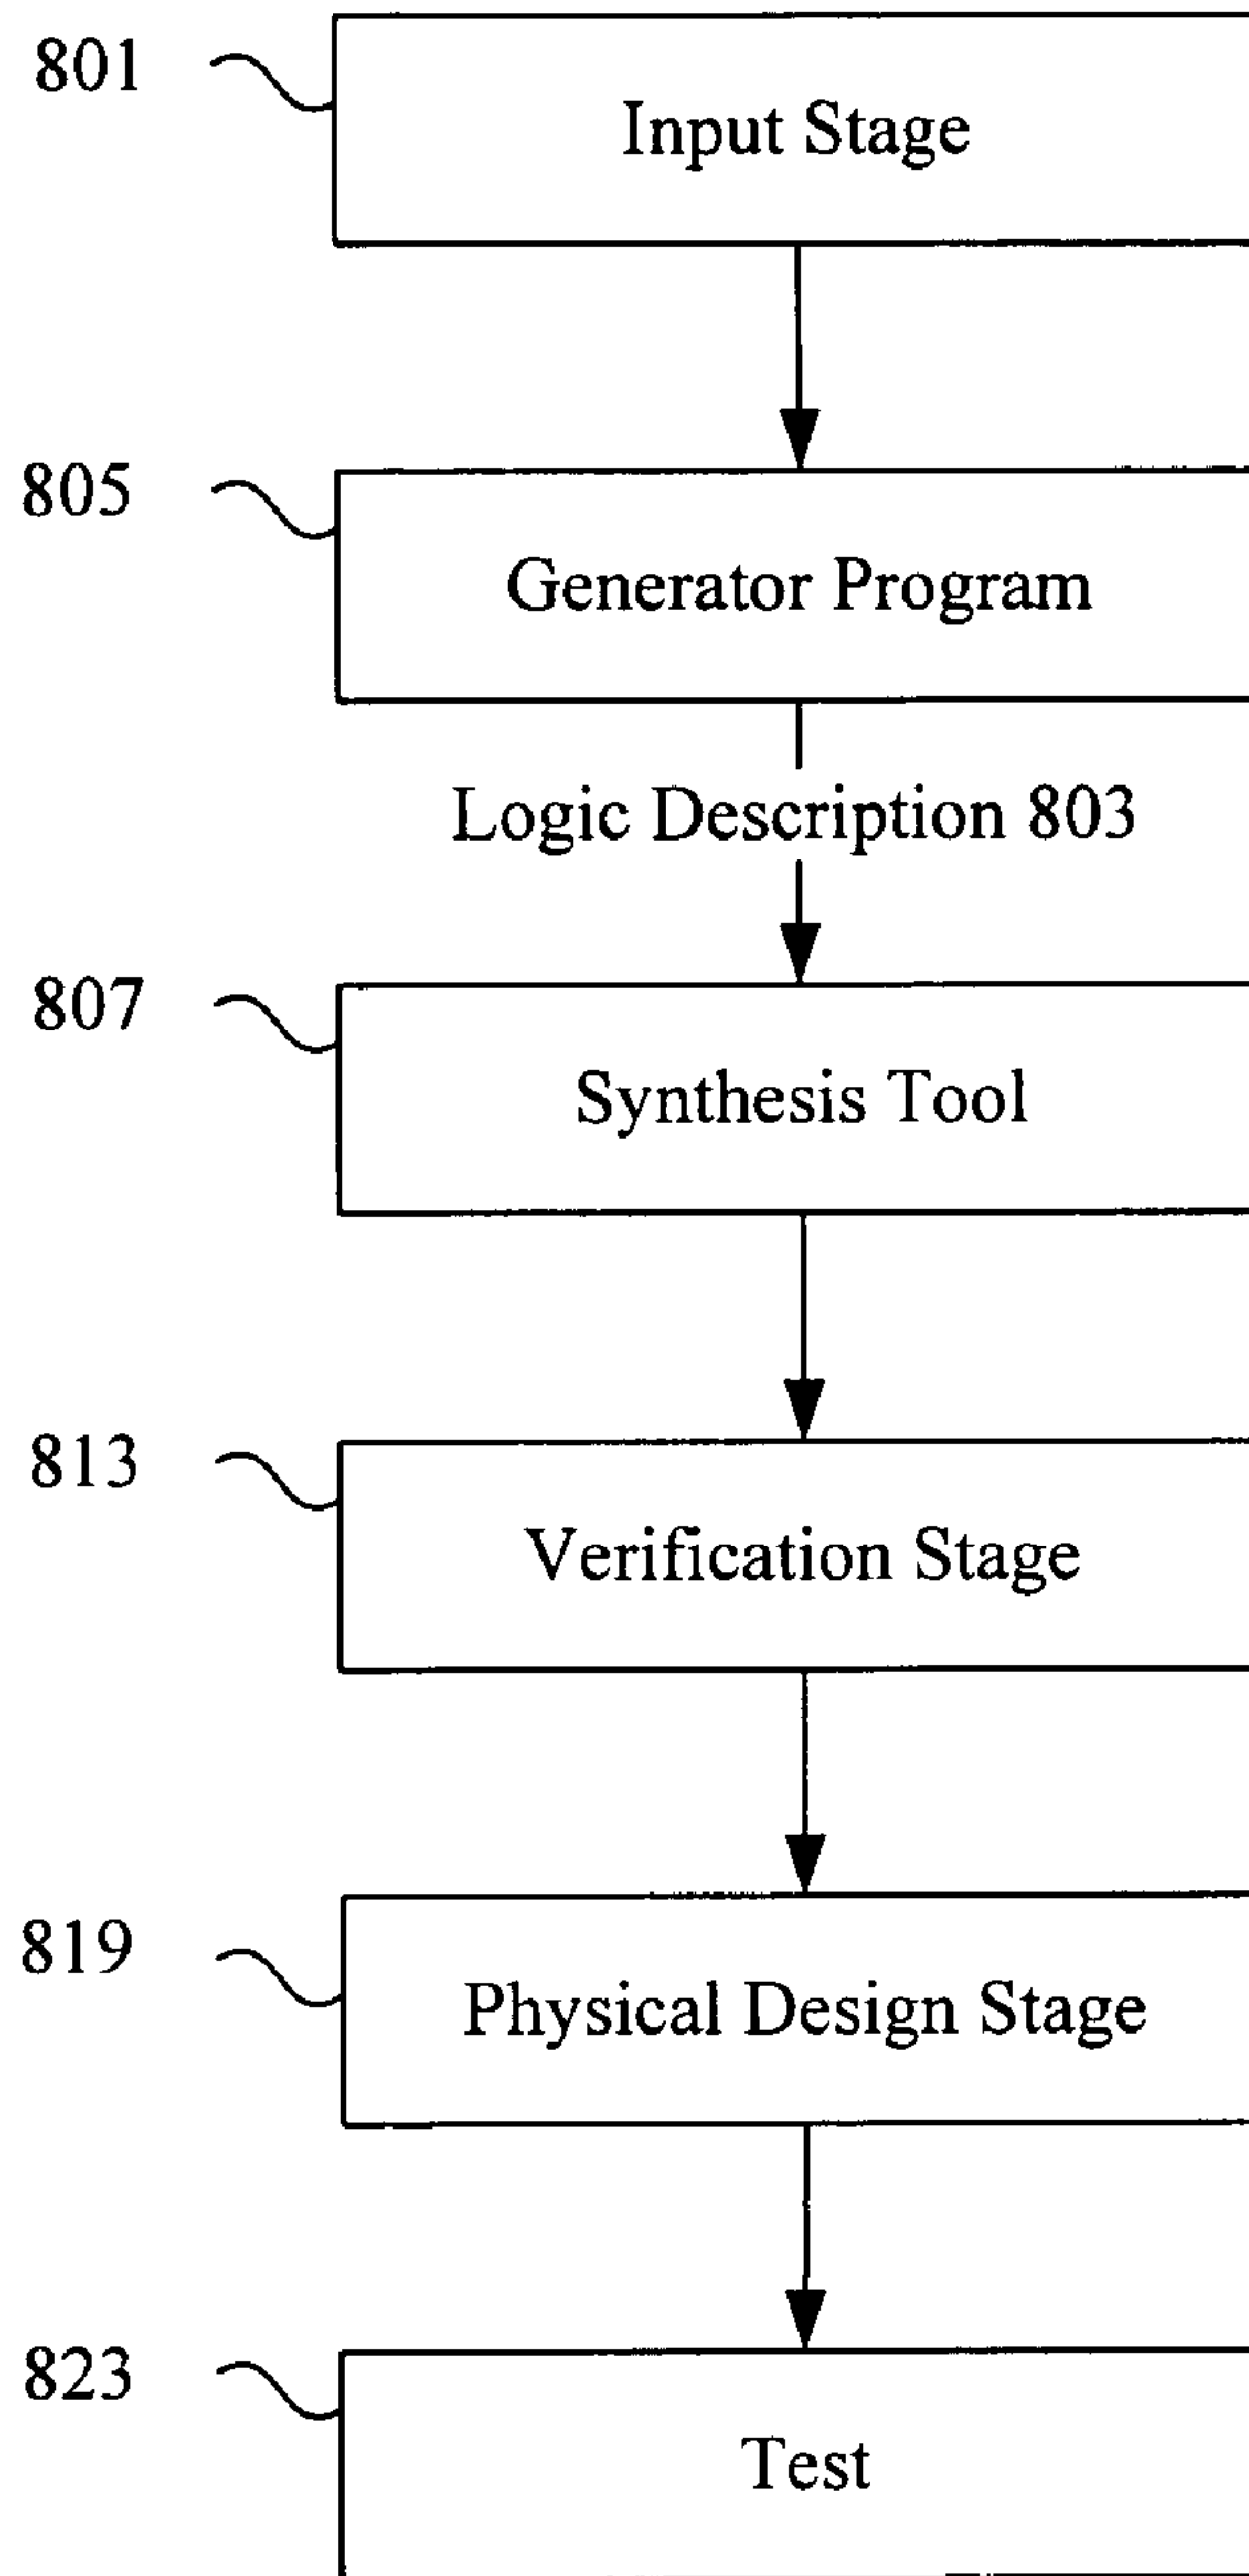 801
Input Stage
805
Generator Program
Logic Description 803
807
Synthesis Tool
813
Verification Stage
819
Physical Design Stage
823
Test